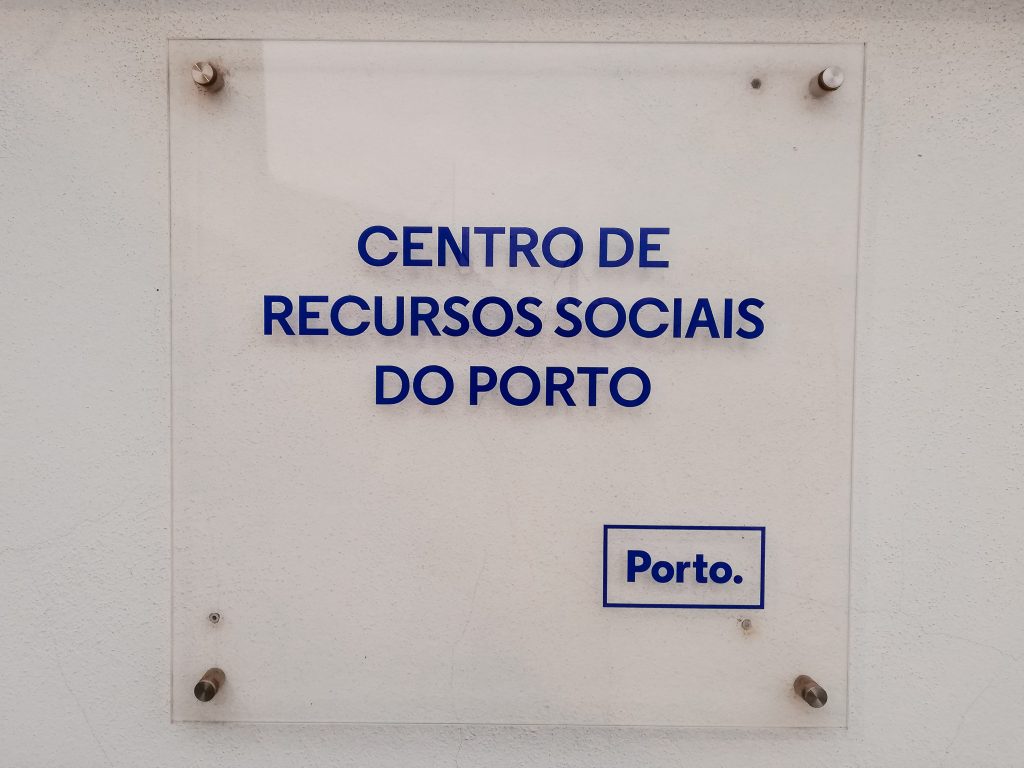 CENTRO DE
RECURSOS SOCIAIS
DO PORTO
Porto.